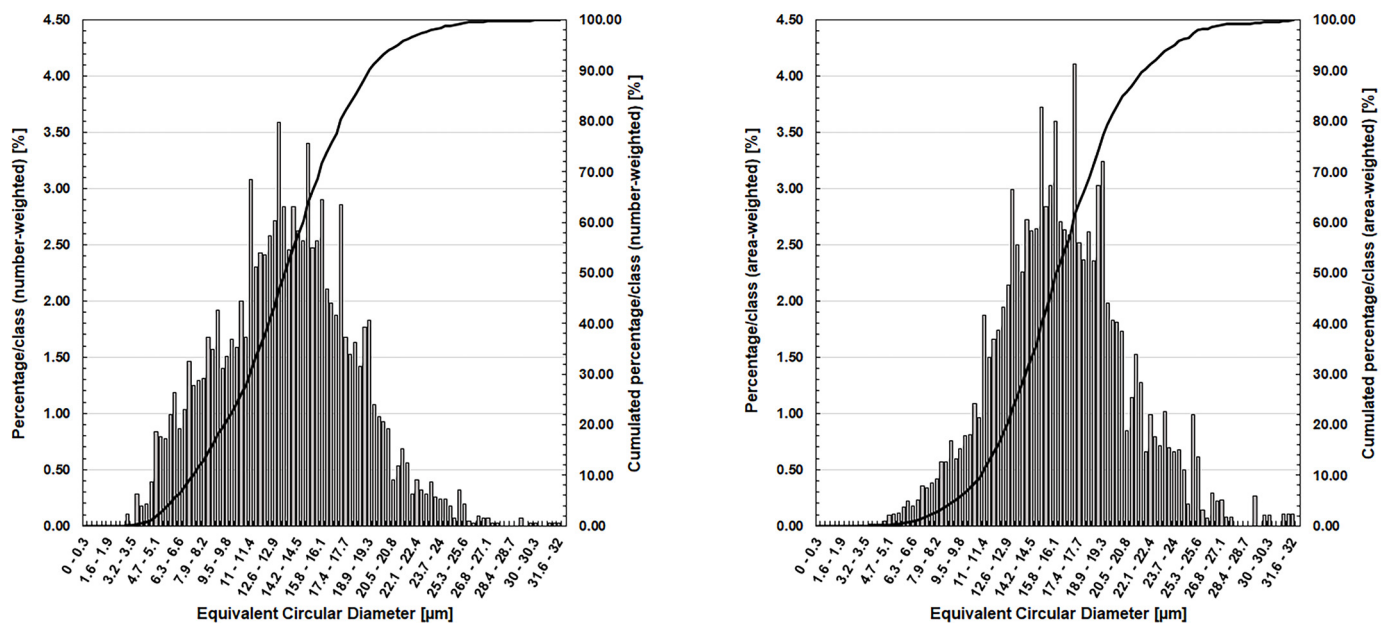 4.50
4.00
3.50
3.00
2.50
2.00
1.50
1.00
0.50
0.00
Percentage/class (number-weighted) [%]
100.00
90.00
80.00
70.00
60.00
50.00
40.00
30.00
20.00
10.00
0.00
Cumulated percentage/class (number-weighted) [%]
0 - 0.3
1.6 - 1.9
3.2 - 3.5
4.7 - 5.1
6.3 - 6.6
7.9 - 8.2
9.5 - 9.8
11 - 11.4
12.6 - 12.9
14.2 - 14.5
15.8 - 16.1
17.4 - 17.7
18.9 - 19.3
20.5 - 20.8
22.1 - 22.4
23.7 - 24
25.3 - 25.6
26.8 - 27.1
28.4 - 28.7
30 - 30.3
31.6 - 32
Equivalent Circular Diameter [µm]
4.50
4.00
3.50
3.00
2.50
2.00
1.50
1.00
0.50
0.00
Percentage/class (area-weighted) [%]
100.00
90.00
80.00
70.00
60.00
50.00
40.00
30.00
20.00
10.00
0.00
Cumulated percentage/class (area-weighted) [%]
0 - 0.3
1.6 - 1.9
3.2 - 3.5
4.7 - 5.1
6.3 - 6.6
7.9 - 8.2
9.5 - 9.8
11 - 11.4
12.6 - 12.9
14.2 - 14.5
15.8 - 16.1
17.4 - 17.7
18.9 - 19.3
20.5 - 20.8
22.1 - 22.4
23.7 - 24
25.3 - 25.6
26.8 - 27.1
28.4 - 28.7
30 - 30.3
31.6 - 32
Equivalent Circular Diameter [µm]